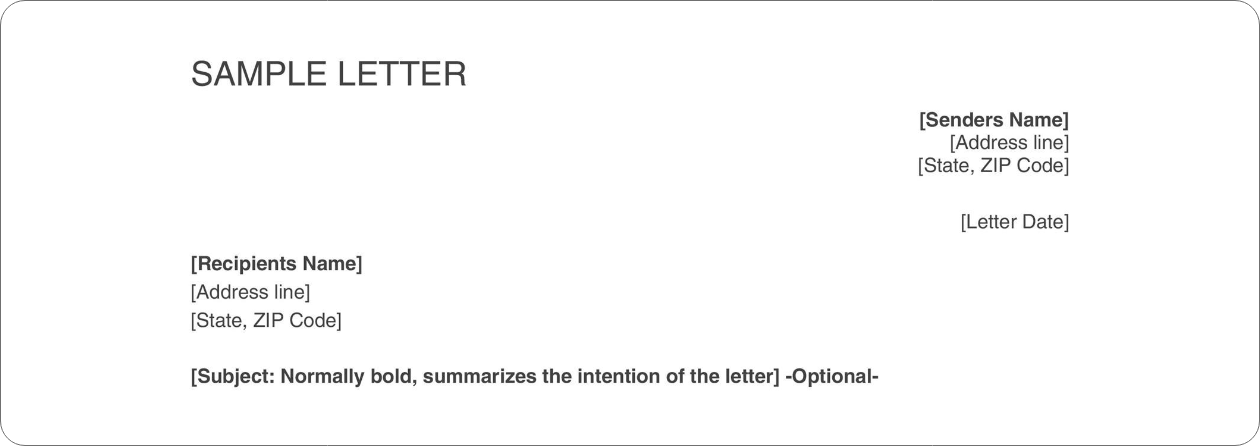 SAMPLE LETTER
[Senders Name]
[Address line]
[State, ZIP Code]
[Letter Date]
[Recipients Name]
[Address line]
[State, ZIP Code]
[Subject: Normally bold, summarizes the intention of the letter] -Optional-